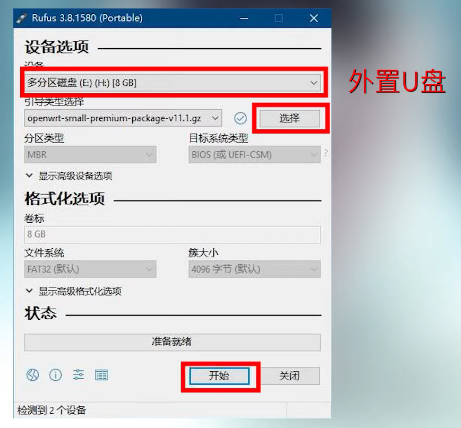 Rufus 3.8.1580 (Portable)
设备选项
设备
多分区磁盘 (E:) (H:) [8 GB]
外置U盘
引导类型选择
openwrt-small-premium-package-v11.1.gz
选择
分区类型
目标系统类型
MBR
BIOS (或 UEFI-CSM)
?
显示高级设备选项
格式化选项
卷标
8 GB
文件系统
簇大小
FAT32 (默认)
4096 字节 (默认)
显示高级格式化选项
状态
准备就绪
开始
关闭
检测到 2 个设备